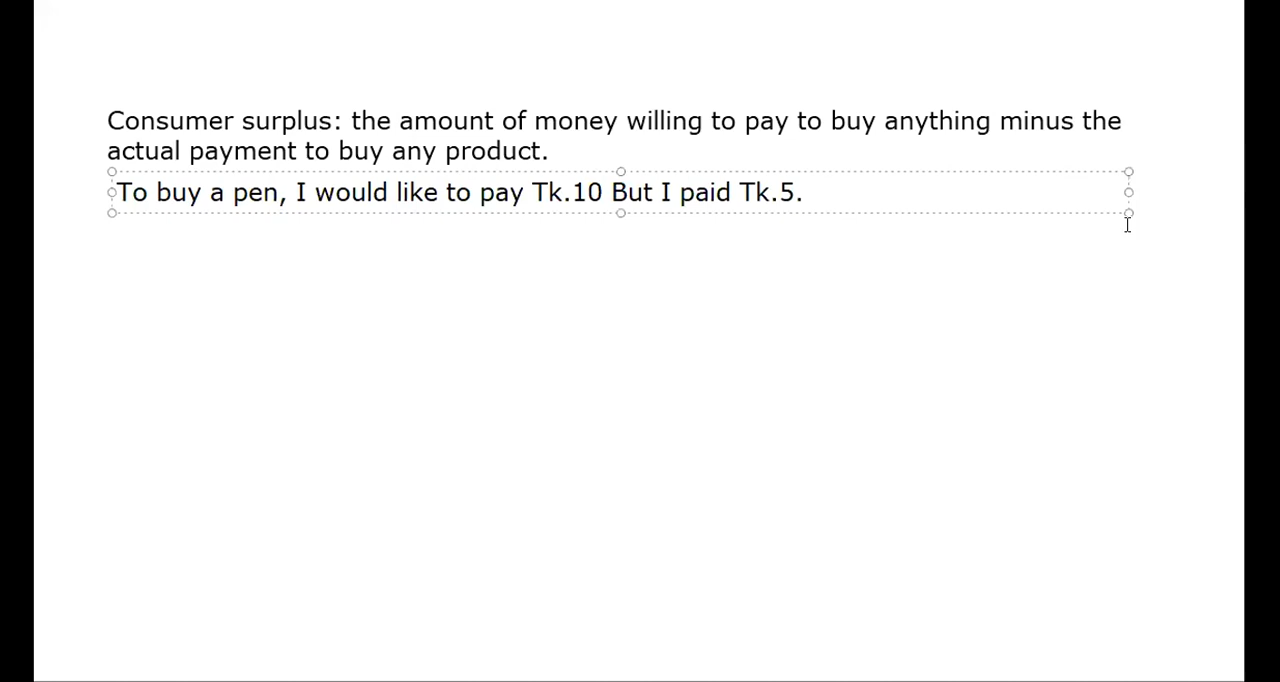 Consumer surplus: the amount of money willing to pay to buy anything minus the
actual payment to buy any product.
To buy a pen, I would like to pay Tk.10 But I paid Tk.5.